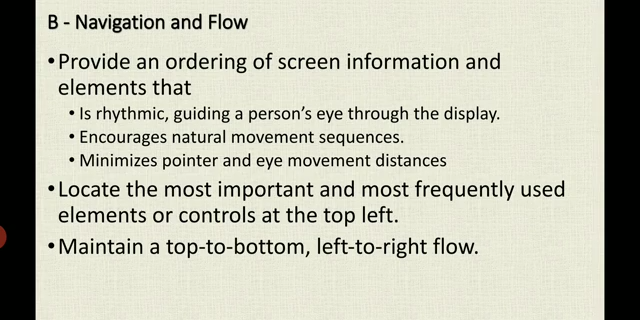 B - Navigation and Flow
•Provide an ordering of screen information and
elements that
• Is rhythmic, guiding a person’s eye through the display.
• Encourages natural movement sequences.
• Minimizes pointer and eye movement distances
•Locate the most important and most frequently used
elements or controls at the top left.
•Maintain a top-to-bottom, left-to-right flow.